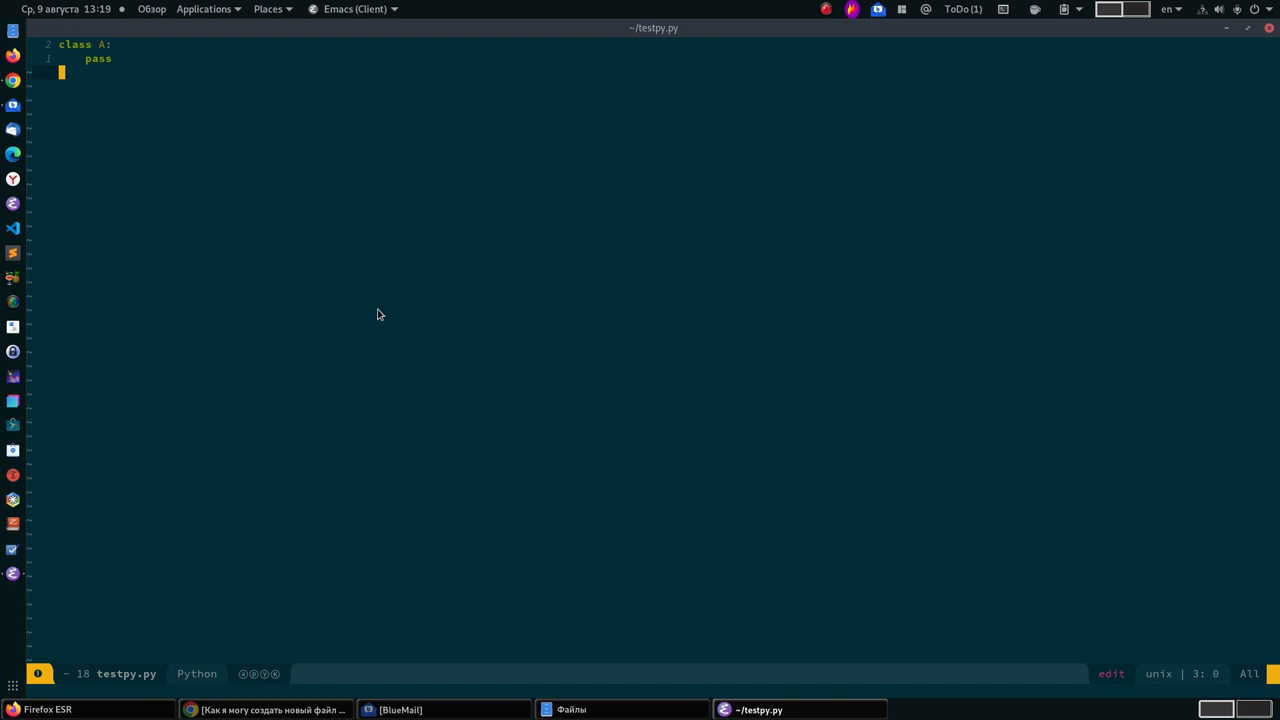 Ср, 9 августа 13:19
Обзор
Applications
Places
Emacs (Client)
ToDo (1)
en
~/testpy.py
2 class A:
1 pass
- 18 testpy.py
Python
edit
unix | 3: 0
All
Firefox ESR
[Как я могу создать новый файл ...
[BlueMail]
Файлы
~/testpy.py